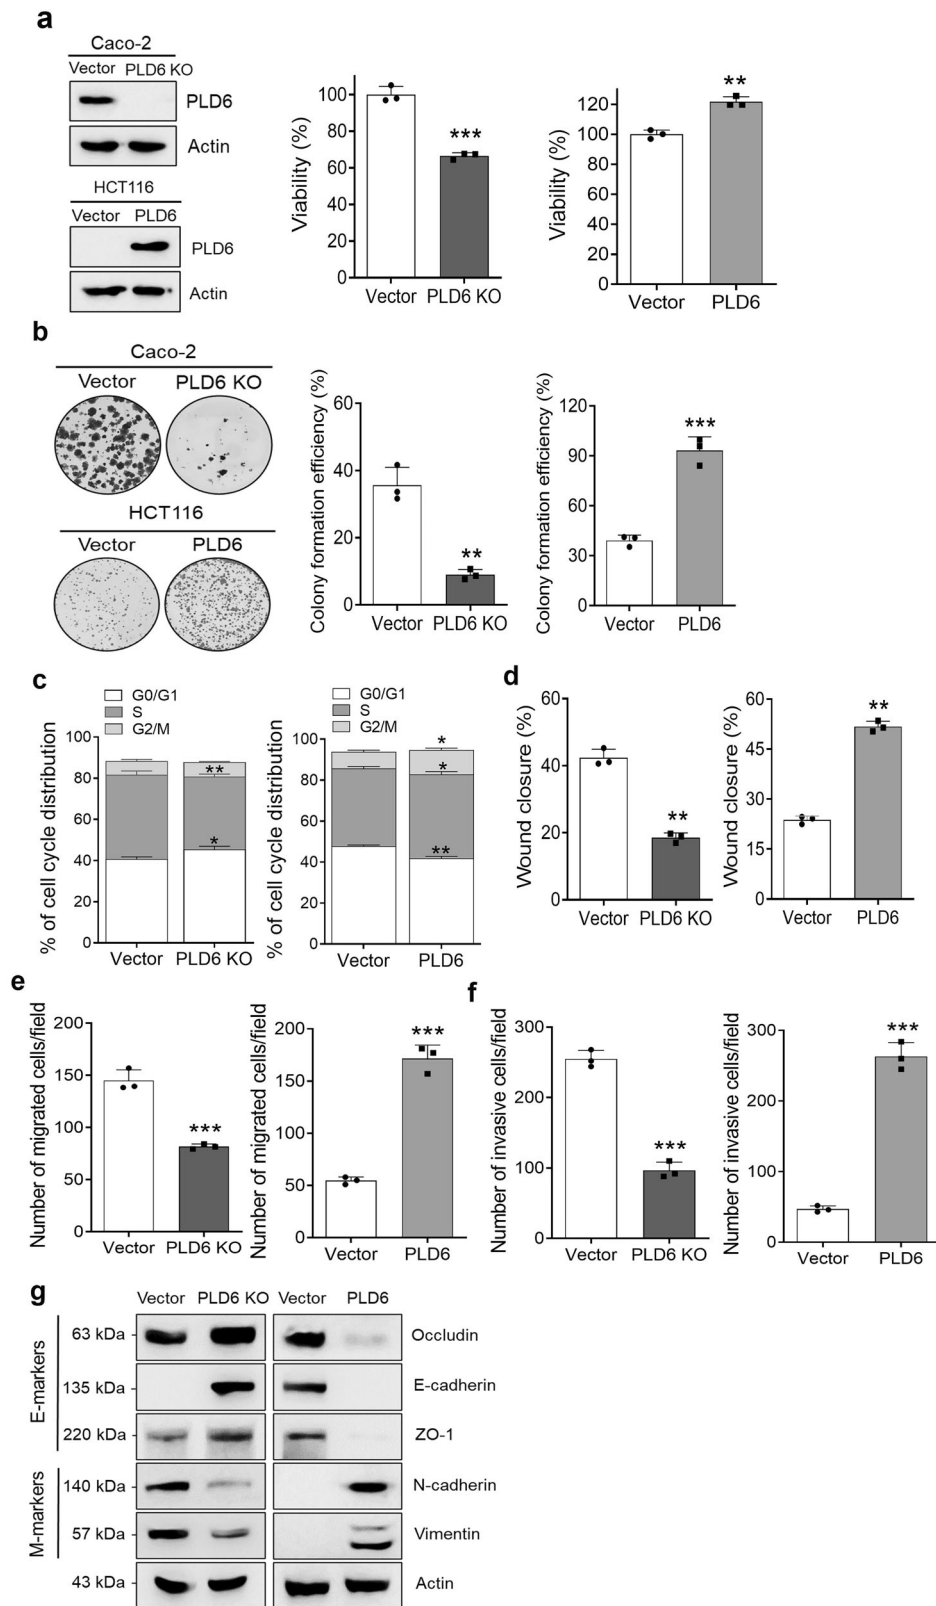 a
Caco-2
Vector PLD6 KO
PLD6
Actin
HCT116
Vector PLD6
PLD6
Actin
Viability (%)
100
80
60
40
20
0
***
Vector PLD6 KO
Viability (%)
120
100
80
60
40
20
0
**
Vector PLD6
b
Caco-2
Vector PLD6 KO
HCT116
Vector PLD6
Colony formation efficiency (%)
60
40
20
0
**
Vector PLD6 KO
Colony formation efficiency (%)
120
90
60
30
0
***
Vector PLD6
c
G0/G1
S
G2/M
% of cell cycle distribution
100
80
60
40
20
0
**
*
Vector PLD6 KO
G0/G1
S
G2/M
% of cell cycle distribution
100
80
60
40
20
0
*
*
**
Vector PLD6
d
Wound closure (%)
60
40
20
0
**
Vector PLD6 KO
Wound closure (%)
60
45
30
15
0
**
Vector PLD6
e
Number of migrated cells/field
200
150
100
50
0
***
Vector PLD6 KO
Number of migrated cells/field
200
150
100
50
0
***
Vector PLD6
f
Number of invasive cells/field
300
200
100
0
***
Vector PLD6 KO
Number of invasive cells/field
300
200
100
0
***
Vector PLD6
g
Vector PLD6 KO Vector PLD6
E-markers
63 kDa Occludin
135 kDa E-cadherin
220 kDa ZO-1
M-markers
140 kDa N-cadherin
57 kDa Vimentin
43 kDa Actin